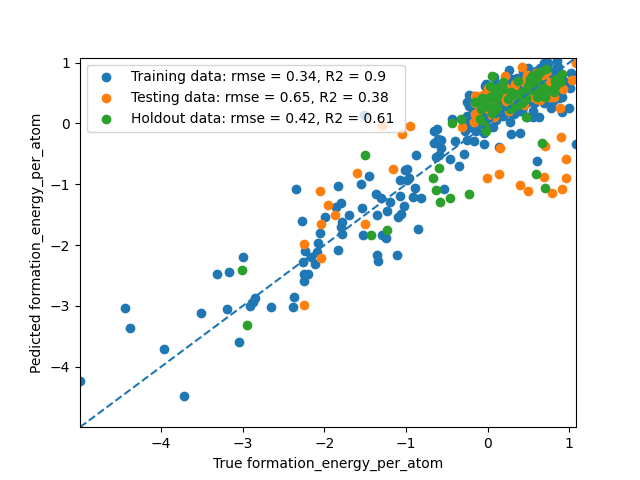 Training data: rmse = 0.34, R2 = 0.9
Testing data: rmse = 0.65, R2 = 0.38
Holdout data: rmse = 0.42, R2 = 0.61
Pedicted formation_energy_per_atom
1
0
−1
−2
−3
−4
−4
−3
−2
−1
0
1
True formation_energy_per_atom